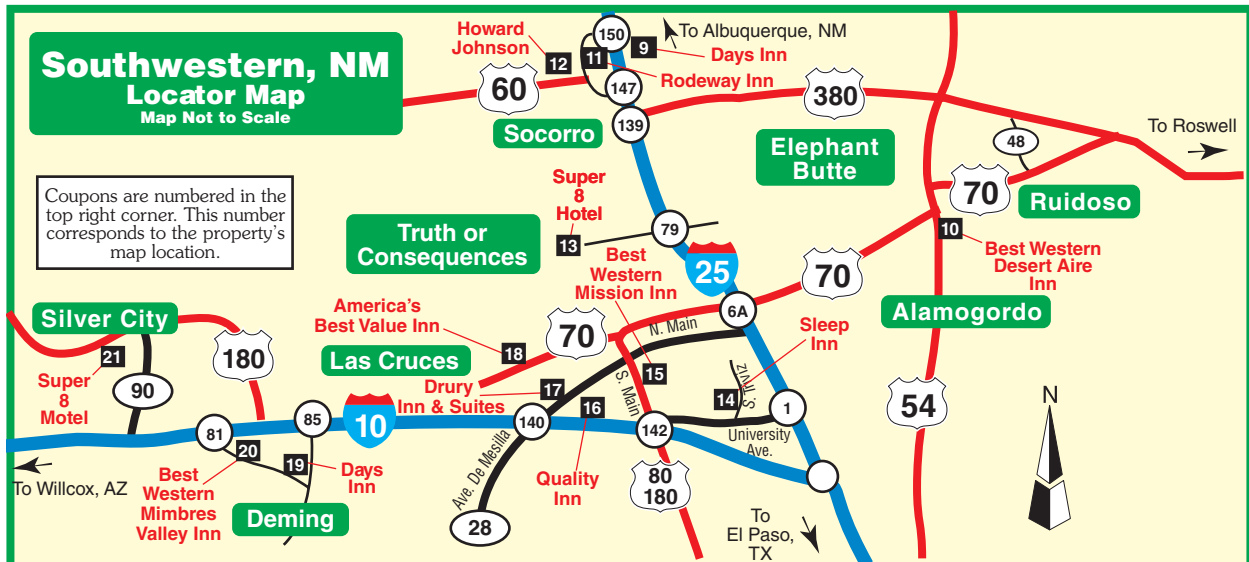 Southwestern, NM
Locator Map
Map Not to Scale
Coupons are numbered in the
top right corner. This number
corresponds to the property's
map location.
Howard
Johnson
12
11
150
9
To Albuquerque, NM
Days Inn
Rodeway Inn
60
147
139
Socorro
380
Elephant
Butte
48
To Roswell
70
Ruidoso
10
Best Western
Desert Aire
Inn
Alamogordo
54
Super
8
Hotel
13
79
Truth or
Consequences
25
70
6A
Best
Western
Mission Inn
15
America's
Best Value Inn
18
70
N. Main
S. Main
Las Cruces
Drury
Inn & Suites
17
16
Quality
Inn
Sleep
Inn
14
S. Triviz
1
University
Ave.
140
142
Ave. De Mesilla
28
80
180
To
El Paso,
TX
N
Silver City
21
Super
8
Motel
90
180
81
85
10
20
19
Best
Western
Mimbres
Valley Inn
Days
Inn
Deming
To Willcox, AZ